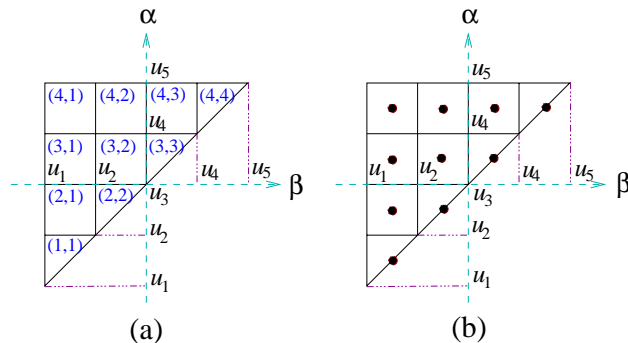 α α
u5 u5
(4,1) (4,2) (4,3) (4,4)
u4 u4
(3,1) (3,2) (3,3)
u1 u2 u4 u5 u1 u2 u4 u5
β β
(2,1) (2,2) u3 u3
u2 u2
(1,1)
u1 u1
(a) (b)